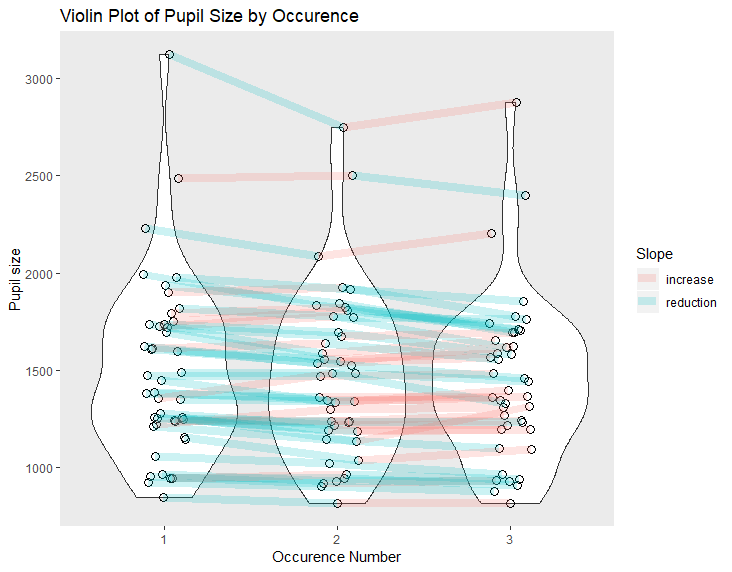 Violin Plot of Pupil Size by Occurence
3000
2500
2000
1500
1000
Pupil size
1
2
3
Occurence Number
Slope
increase
reduction